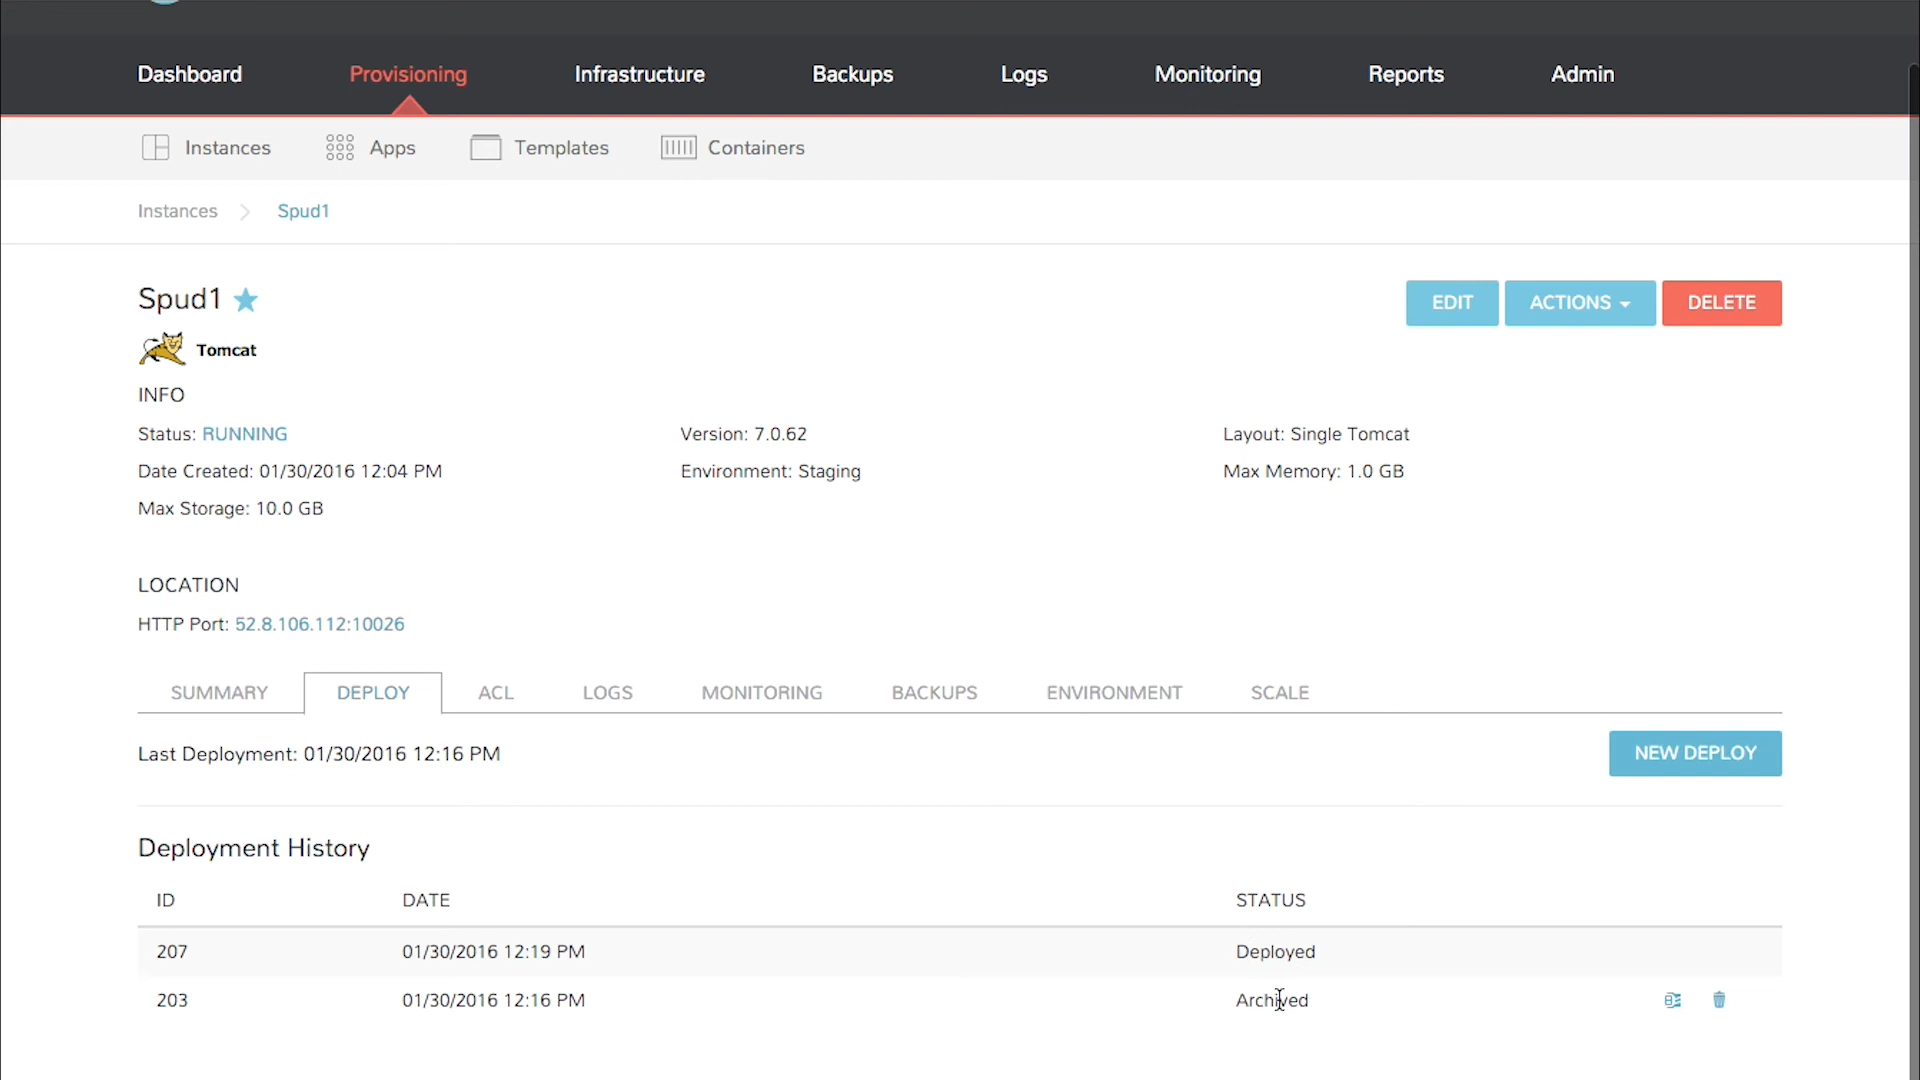 Dashboard Provisioning Infrastructure Backups Logs Monitoring Reports Admin
Instances Apps Templates Containers
Instances Spud1
Spud1
EDIT ACTIONS DELETE
Tomcat
INFO
Status: RUNNING Version: 7.0.62 Layout: Single Tomcat
Date Created: 01/30/2016 12:04 PM Environment: Staging Max Memory: 1.0 GB
Max Storage: 10.0 GB
LOCATION
HTTP Port: 52.8.106.112:10026
SUMMARY DEPLOY ACL LOGS MONITORING BACKUPS ENVIRONMENT SCALE
Last Deployment: 01/30/2016 12:16 PM NEW DEPLOY
Deployment History
ID DATE STATUS
207 01/30/2016 12:19 PM Deployed
203 01/30/2016 12:16 PM Archived